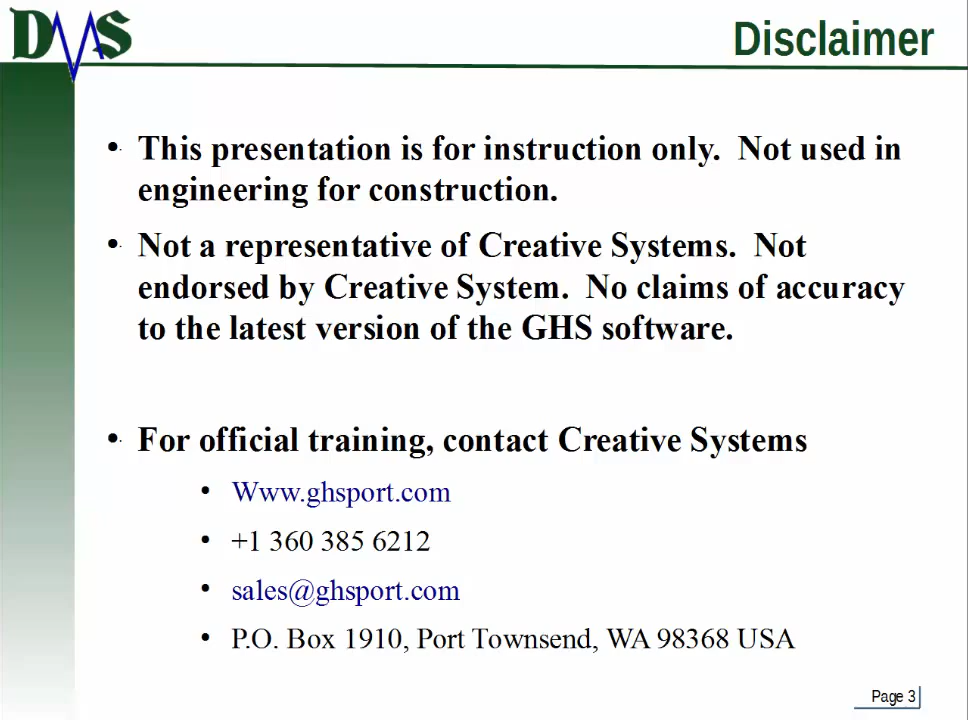 DMS
Disclaimer
• This presentation is for instruction only.  Not used in
engineering for construction.
• Not a representative of Creative Systems.  Not
endorsed by Creative System.  No claims of accuracy
to the latest version of the GHS software.
• For official training, contact Creative Systems
• Www.ghsport.com
• +1 360 385 6212
• sales@ghsport.com
• P.O. Box 1910, Port Townsend, WA 98368 USA
Page 3